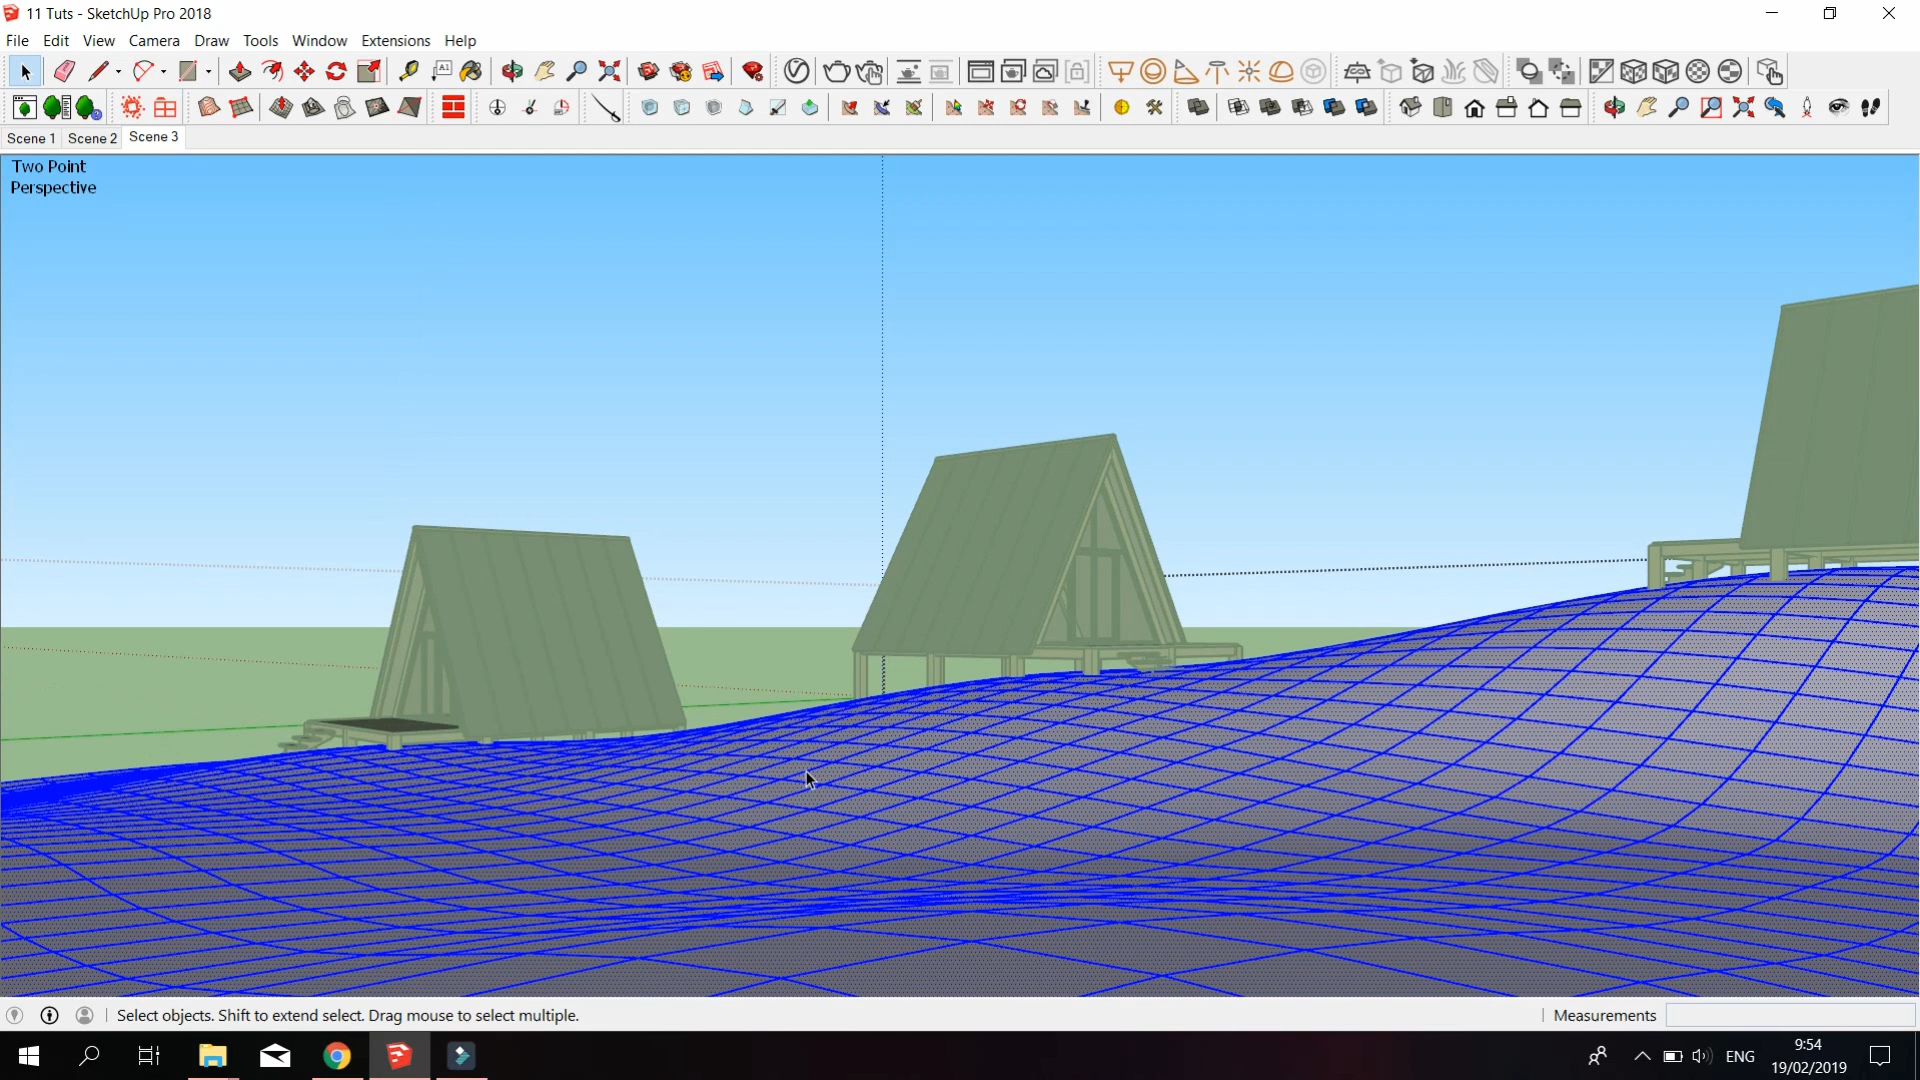 11 Tuts - SketchUp Pro 2018
File Edit View Camera Draw Tools Window Extensions Help
A1
Scene 1 Scene 2 Scene 3
Two Point
Perspective
Select objects. Shift to extend select. Drag mouse to select multiple.
Measurements
ENG
9:54
19/02/2019